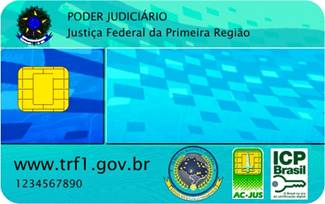 PODER JUDICIÁRIO
Justiça Federal da Primeira Região
www.trf1.gov.br
1234567890
AC-JUS
ICP
Brasil